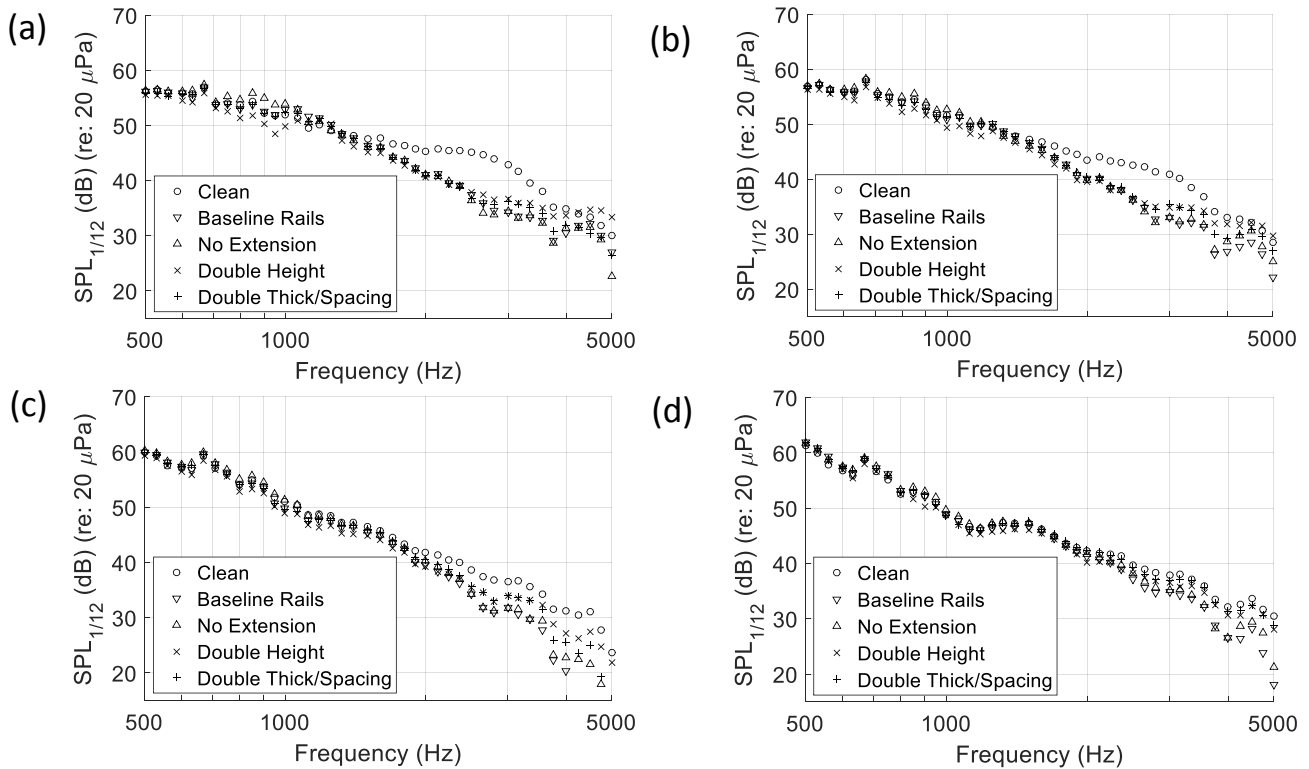 (a)
SPL1/12 (dB) (re: 20 μPa)
70
60
50
40
30
20
Clean
Baseline Rails
No Extension
Double Height
Double Thick/Spacing
500
1000
5000
Frequency (Hz)
(b)
SPL1/12 (dB) (re: 20 μPa)
70
60
50
40
30
20
Clean
Baseline Rails
No Extension
Double Height
Double Thick/Spacing
500
1000
5000
Frequency (Hz)
(c)
SPL1/12 (dB) (re: 20 μPa)
70
60
50
40
30
20
Clean
Baseline Rails
No Extension
Double Height
Double Thick/Spacing
500
1000
5000
Frequency (Hz)
(d)
SPL1/12 (dB) (re: 20 μPa)
70
60
50
40
30
20
Clean
Baseline Rails
No Extension
Double Height
Double Thick/Spacing
500
1000
5000
Frequency (Hz)